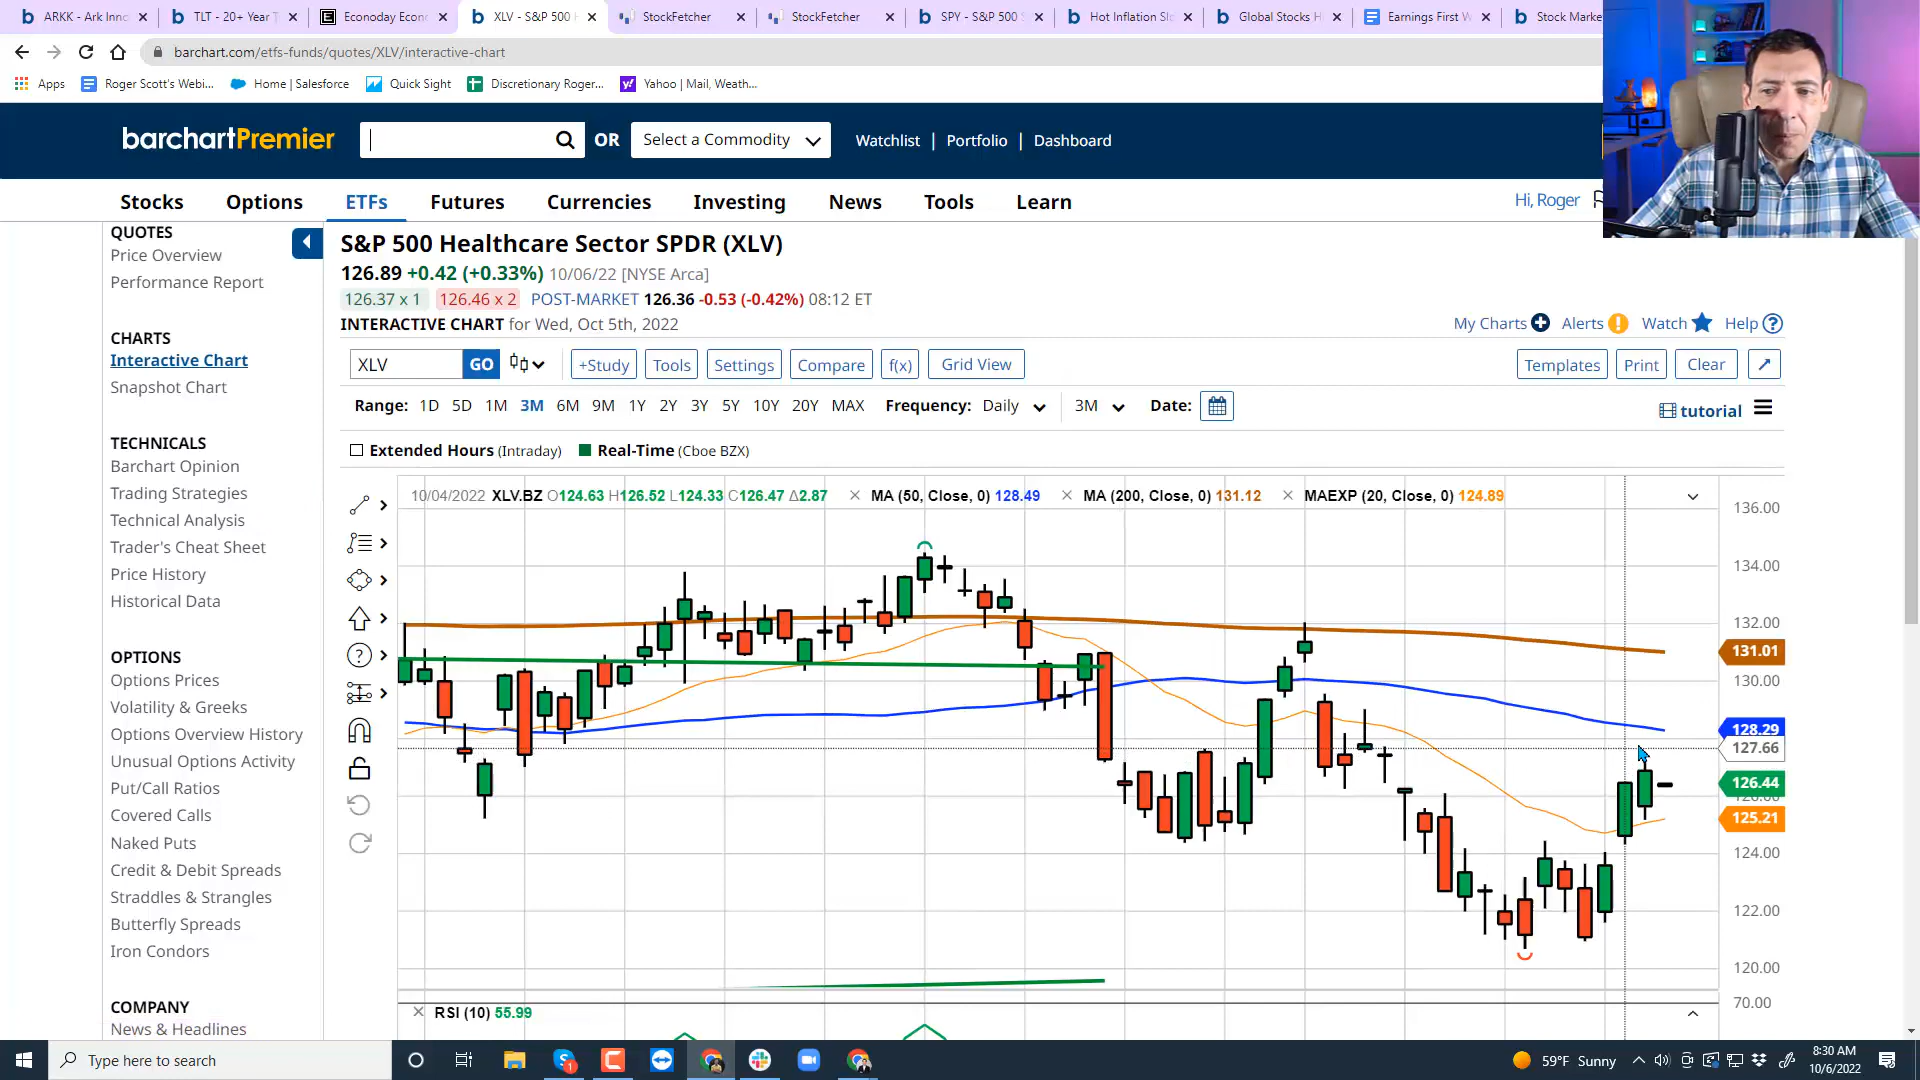 ARKK - Ark Inno
TLT - 20+ Year T
Econoday Econ
XLV - S&P 500 H
StockFetcher
StockFetcher
SPY - S&P 500 S
Hot Inflation Sl
Global Stocks H
Earnings First W
Stock Marke
barchart.com/etfs-funds/quotes/XLV/interactive-chart
Apps
Roger Scott's Webi...
Home | Salesforce
Quick Sight
Discretionary Roger...
Yahoo | Mail, Weath...
barchartPremier
OR
Select a Commodity
Watchlist | Portfolio | Dashboard
Stocks Options ETFs Futures Currencies Investing News Tools Learn
Hi, Roger
QUOTES
Price Overview
Performance Report
CHARTS
Interactive Chart
Snapshot Chart
TECHNICALS
Barchart Opinion
Trading Strategies
Technical Analysis
Trader's Cheat Sheet
Price History
Historical Data
OPTIONS
Options Prices
Volatility & Greeks
Options Overview History
Unusual Options Activity
Put/Call Ratios
Covered Calls
Naked Puts
Credit & Debit Spreads
Straddles & Strangles
Butterfly Spreads
Iron Condors
COMPANY
News & Headlines
S&P 500 Healthcare Sector SPDR (XLV)
126.89 +0.42 (+0.33%) 10/06/22 [NYSE Arca]
126.37 x 1 126.46 x 2 POST-MARKET 126.36 -0.53 (-0.42%) 08:12 ET
INTERACTIVE CHART for Wed, Oct 5th, 2022
My Charts Alerts Watch Help
XLV GO +Study Tools Settings Compare f(x) Grid View
Templates Print Clear
Range: 1D 5D 1M 3M 6M 9M 1Y 2Y 3Y 5Y 10Y 20Y MAX Frequency: Daily 3M Date:
tutorial
Extended Hours (Intraday) Real-Time (Cboe BZX)
10/04/2022 XLV.BZ O124.63 H126.52 L124.33 C126.47 Δ2.87 MA (50, Close, 0) 128.49 MA (200, Close, 0) 131.12 MAEXP (20, Close, 0) 124.89
136.00
134.00
132.00
131.01
130.00
128.29
127.66
126.44
126.00
125.21
124.00
122.00
120.00
70.00
RSI (10) 55.99
Type here to search
59°F Sunny
8:30 AM
10/6/2022